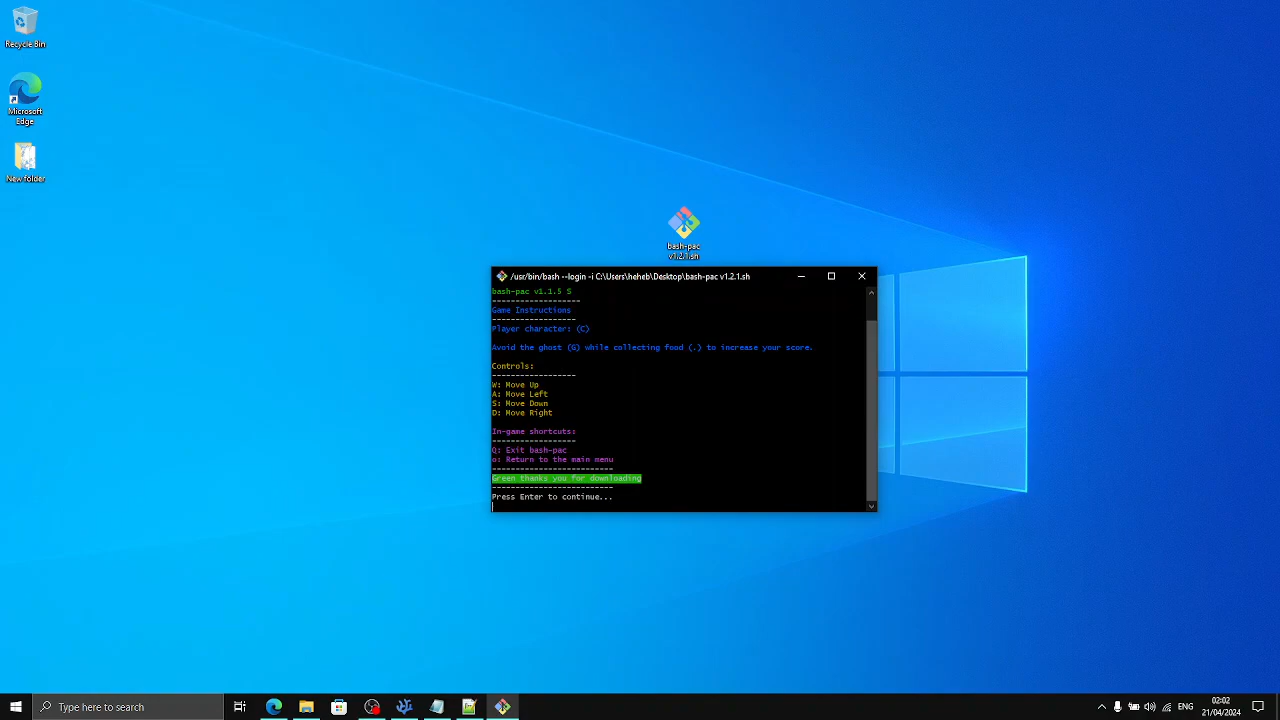 Recycle Bin
Microsoft
Edge
New folder
bash-pac
v1.2.1.sh
/usr/bin/bash --login -i C:\Users\heheb\Desktop\bash-pac v1.2.1.sh
bash-pac v1.1.5 S
-------------------
Game Instructions
------------------
Player character: (C)
Avoid the ghost (G) while collecting food (.) to increase your score.
Controls:
------------------
W: Move Up
A: Move Left
S: Move Down
D: Move Right
In-game shortcuts:
------------------
Q: Exit bash-pac
o: Return to the main menu
--------------------------
Green thanks you for downloading
--------------------------
Press Enter to continue...
Type here to search
ENG
02:02
21/04/2024